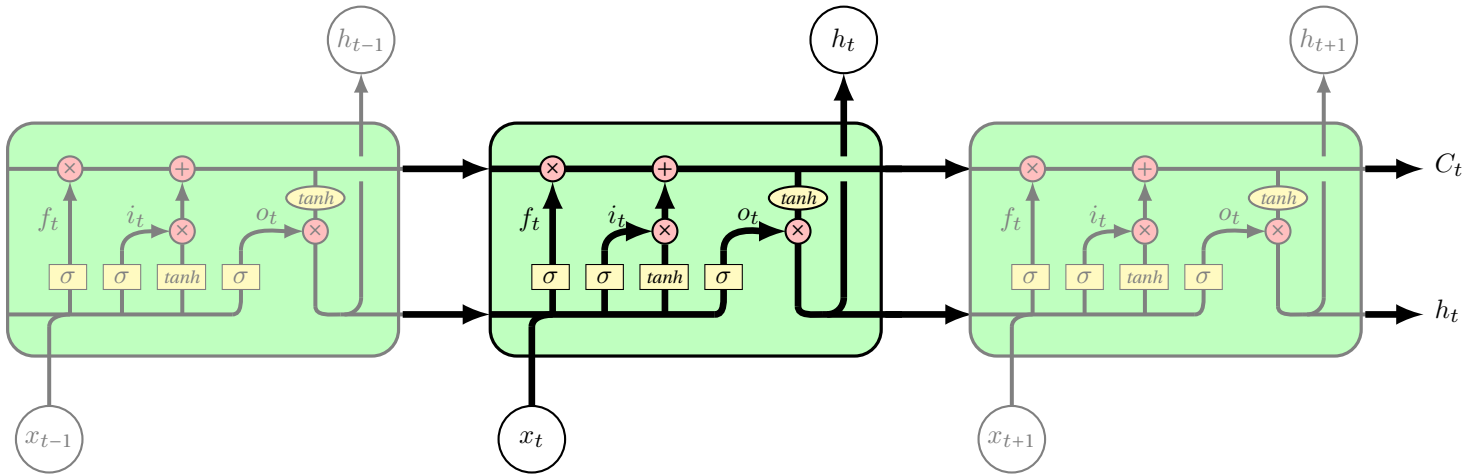 h_{t−1} h_t h_{t+1}
× + × + × + C_t
tanh tanh tanh
f_t i_t o_t × × f_t i_t o_t × × f_t i_t o_t × ×
σ σ tanh σ σ σ tanh σ σ σ tanh σ
h_t
x_{t−1} x_t x_{t+1}